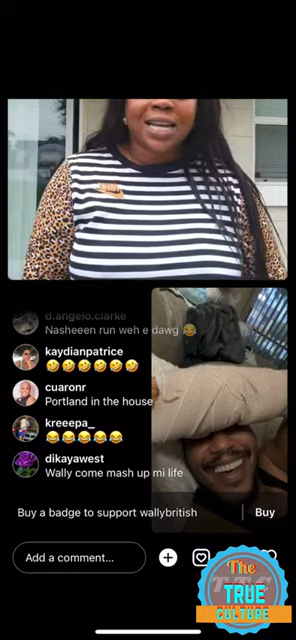 d.angelo.clarke
Nasheeen run weh e dawg 😂
kaydianpatrice
🤣🤣🤣🤣🤣🤣
cuaronr
Portland in the house
kreeepa_
😂😂😂😂😂
dikayawest
Wally come mash up mi life
Buy a badge to support wallybritish
Buy
Add a comment...
The
TRUE
CULTURE